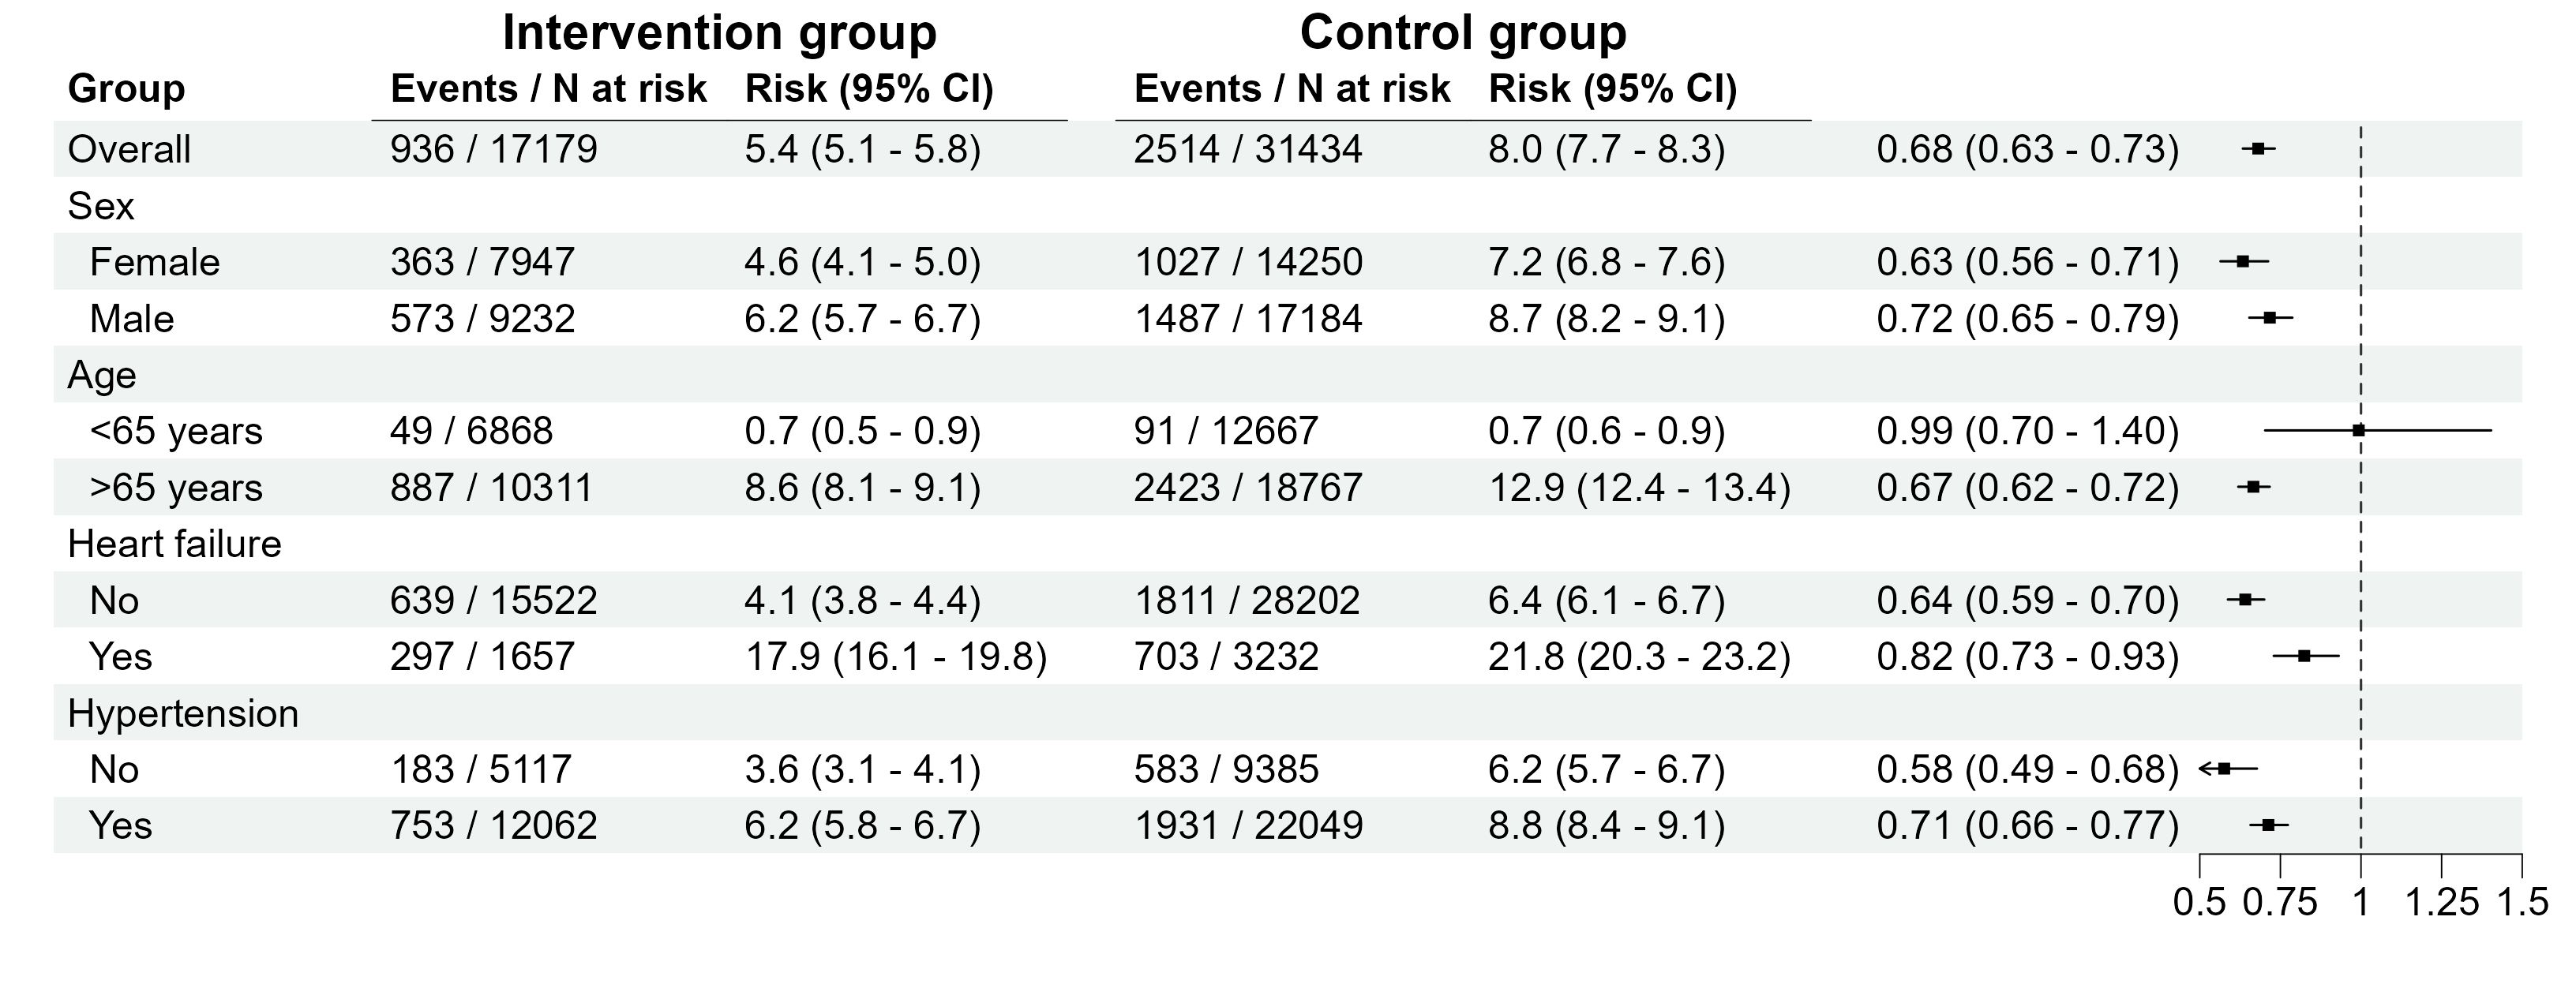 Intervention group Control group
Group Events / N at risk Risk (95% CI) Events / N at risk Risk (95% CI)
Overall 936 / 17179 5.4 (5.1 - 5.8) 2514 / 31434 8.0 (7.7 - 8.3) 0.68 (0.63 - 0.73)
Sex
Female 363 / 7947 4.6 (4.1 - 5.0) 1027 / 14250 7.2 (6.8 - 7.6) 0.63 (0.56 - 0.71)
Male 573 / 9232 6.2 (5.7 - 6.7) 1487 / 17184 8.7 (8.2 - 9.1) 0.72 (0.65 - 0.79)
Age
<65 years 49 / 6868 0.7 (0.5 - 0.9) 91 / 12667 0.7 (0.6 - 0.9) 0.99 (0.70 - 1.40)
>65 years 887 / 10311 8.6 (8.1 - 9.1) 2423 / 18767 12.9 (12.4 - 13.4) 0.67 (0.62 - 0.72)
Heart failure
No 639 / 15522 4.1 (3.8 - 4.4) 1811 / 28202 6.4 (6.1 - 6.7) 0.64 (0.59 - 0.70)
Yes 297 / 1657 17.9 (16.1 - 19.8) 703 / 3232 21.8 (20.3 - 23.2) 0.82 (0.73 - 0.93)
Hypertension
No 183 / 5117 3.6 (3.1 - 4.1) 583 / 9385 6.2 (5.7 - 6.7) 0.58 (0.49 - 0.68)
Yes 753 / 12062 6.2 (5.8 - 6.7) 1931 / 22049 8.8 (8.4 - 9.1) 0.71 (0.66 - 0.77)
0.5 0.75 1 1.25 1.5